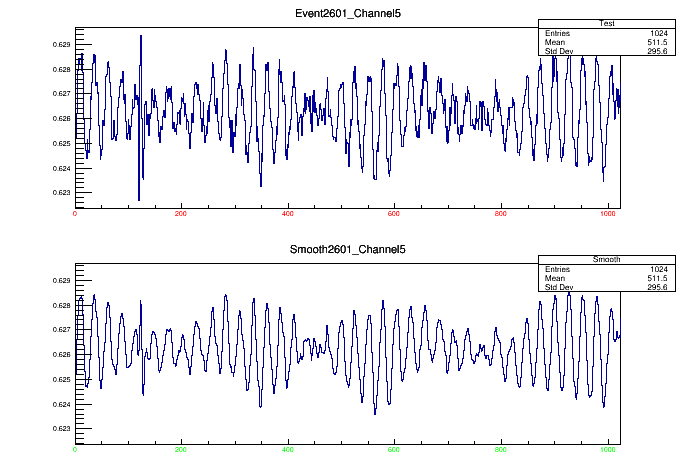 Event2601_Channel5
Test
Entries 1024
Mean 511.5
Std Dev 295.6
0.629
0.628
0.627
0.626
0.625
0.624
0.623
0 200 400 600 800 1000
Smooth2601_Channel5
Smooth
Entries 1024
Mean 511.5
Std Dev 295.6
0.629
0.628
0.627
0.626
0.625
0.624
0.623
0 200 400 600 800 1000